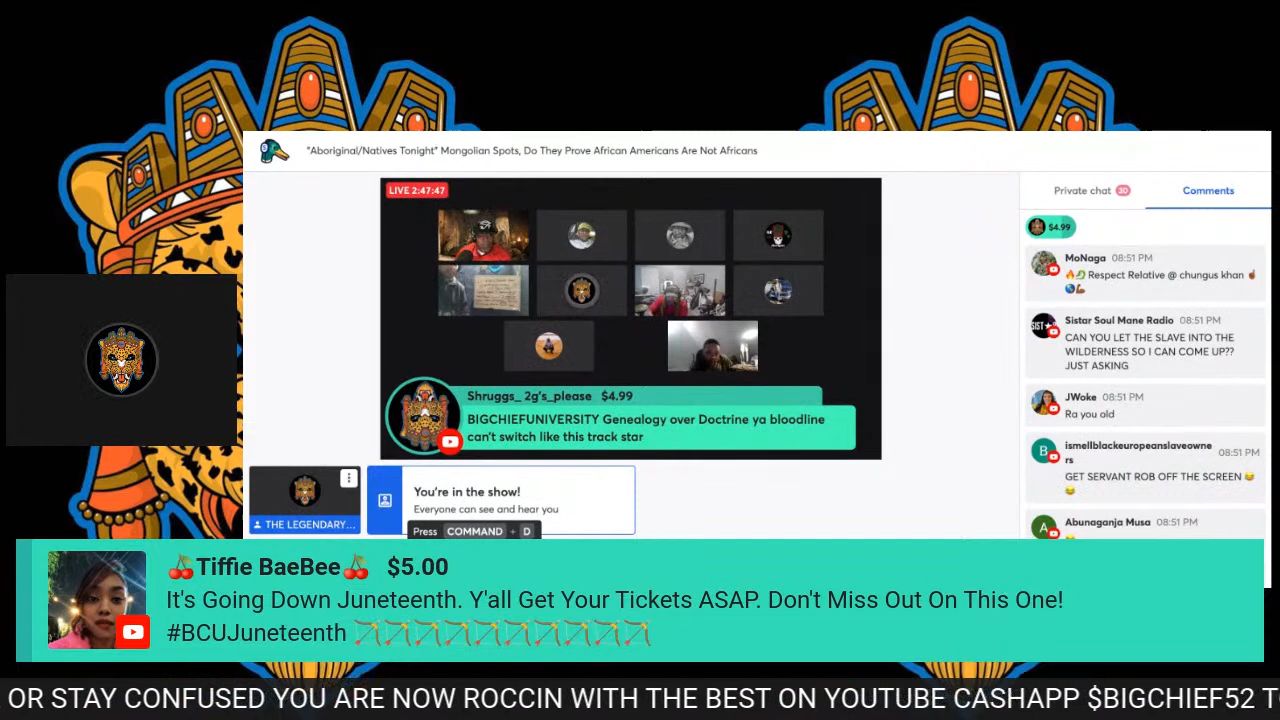 "Aboriginal/Natives Tonight" Mongolian Spots, Do They Prove African Americans Are Not Africans
LIVE 2:47:47
Shruggs_ 2g's_please $4.99
BIGCHIEFUNIVERSITY Genealogy over Doctrine ya bloodline
can't switch like this track star
THE LEGENDARY...
You're in the show!
Everyone can see and hear you
Press COMMAND + D
Private chat 30 Comments
$4.99
MoNaga 08:51 PM
🔥🐉 Respect Relative @ chungus khan ☝🏾
🌎💪🏾
Sistar Soul Mane Radio 08:51 PM
CAN YOU LET THE SLAVE INTO THE
WILDERNESS SO I CAN COME UP??
JUST ASKING
JWoke 08:51 PM
Ra you old
ismellblackeuropeanslaveowne
rs 08:51 PM
GET SERVANT ROB OFF THE SCREEN 😂
😂
Abunaganja Musa 08:51 PM
🍒Tiffie BaeBee🍒 $5.00
It's Going Down Juneteenth. Y'all Get Your Tickets ASAP. Don't Miss Out On This One!
#BCUJuneteenth 🏹🏹🏹🏹🏹🏹🏹🏹🏹🏹
OR STAY CONFUSED YOU ARE NOW ROCCIN WITH THE BEST ON YOUTUBE CASHAPP $BIGCHIEF52 T